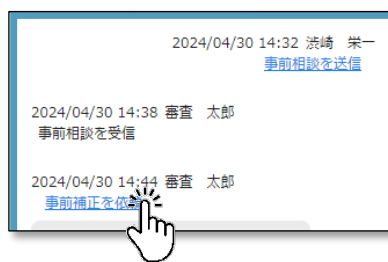 2024/04/30 14:32 渋崎 栄一
事前相談を送信
2024/04/30 14:38 審査 太郎
事前相談を受信
2024/04/30 14:44 審査 太郎
事前補正を依